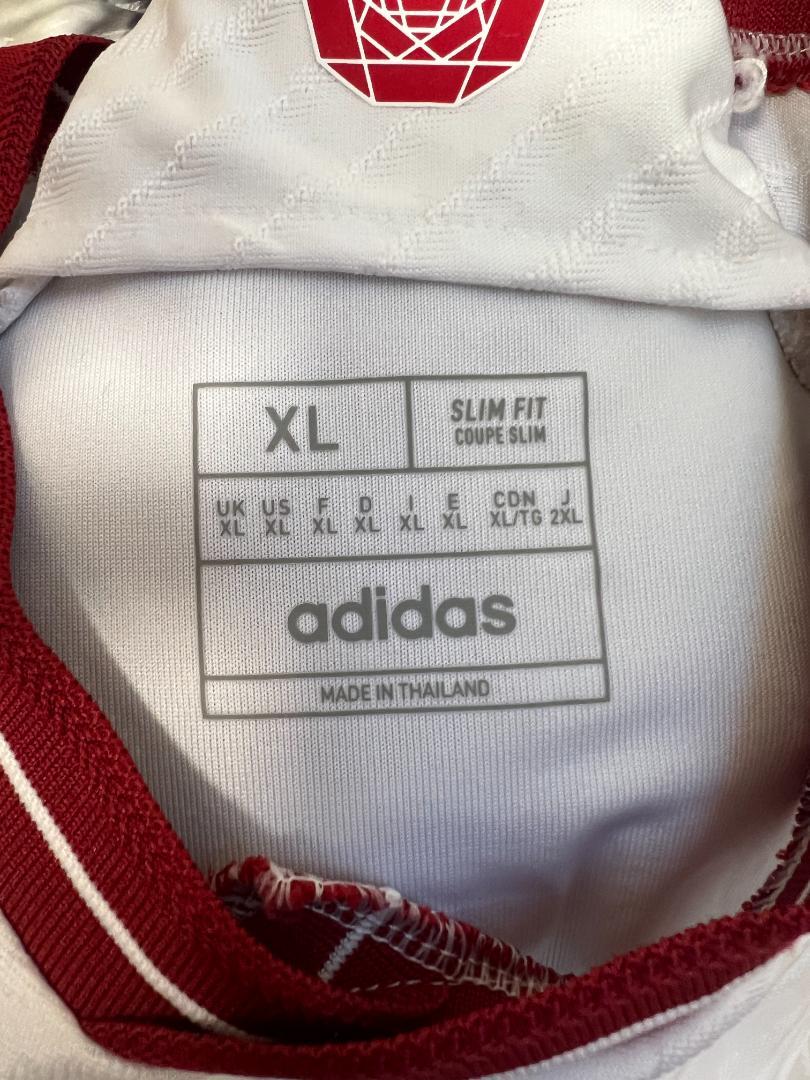 XL
SLIM FIT
COUPE SLIM
UK US F D I E CDN J
XL XL XL XL XL XL XL/TG 2XL
adidas
MADE IN THAILAND